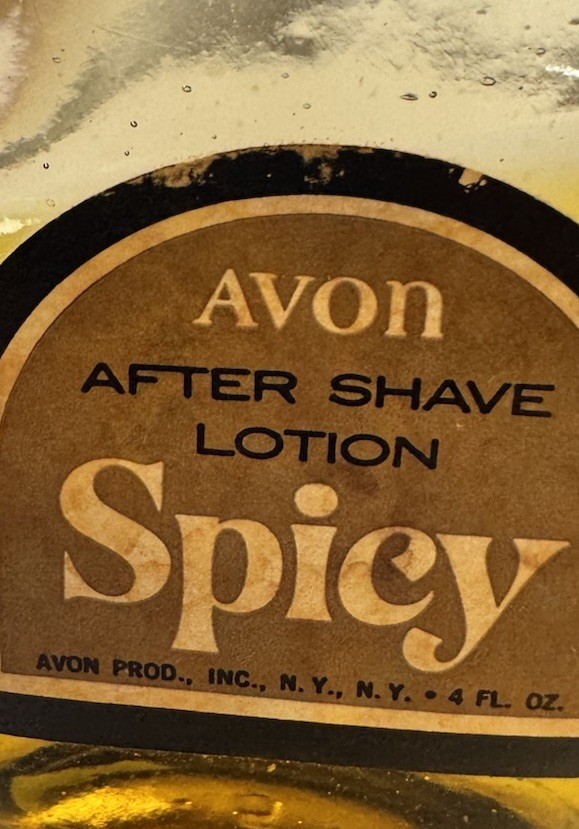 Avon
AFTER SHAVE
LOTION
Spicy
AVON PROD., INC., N.Y., N.Y. • 4 FL. OZ.